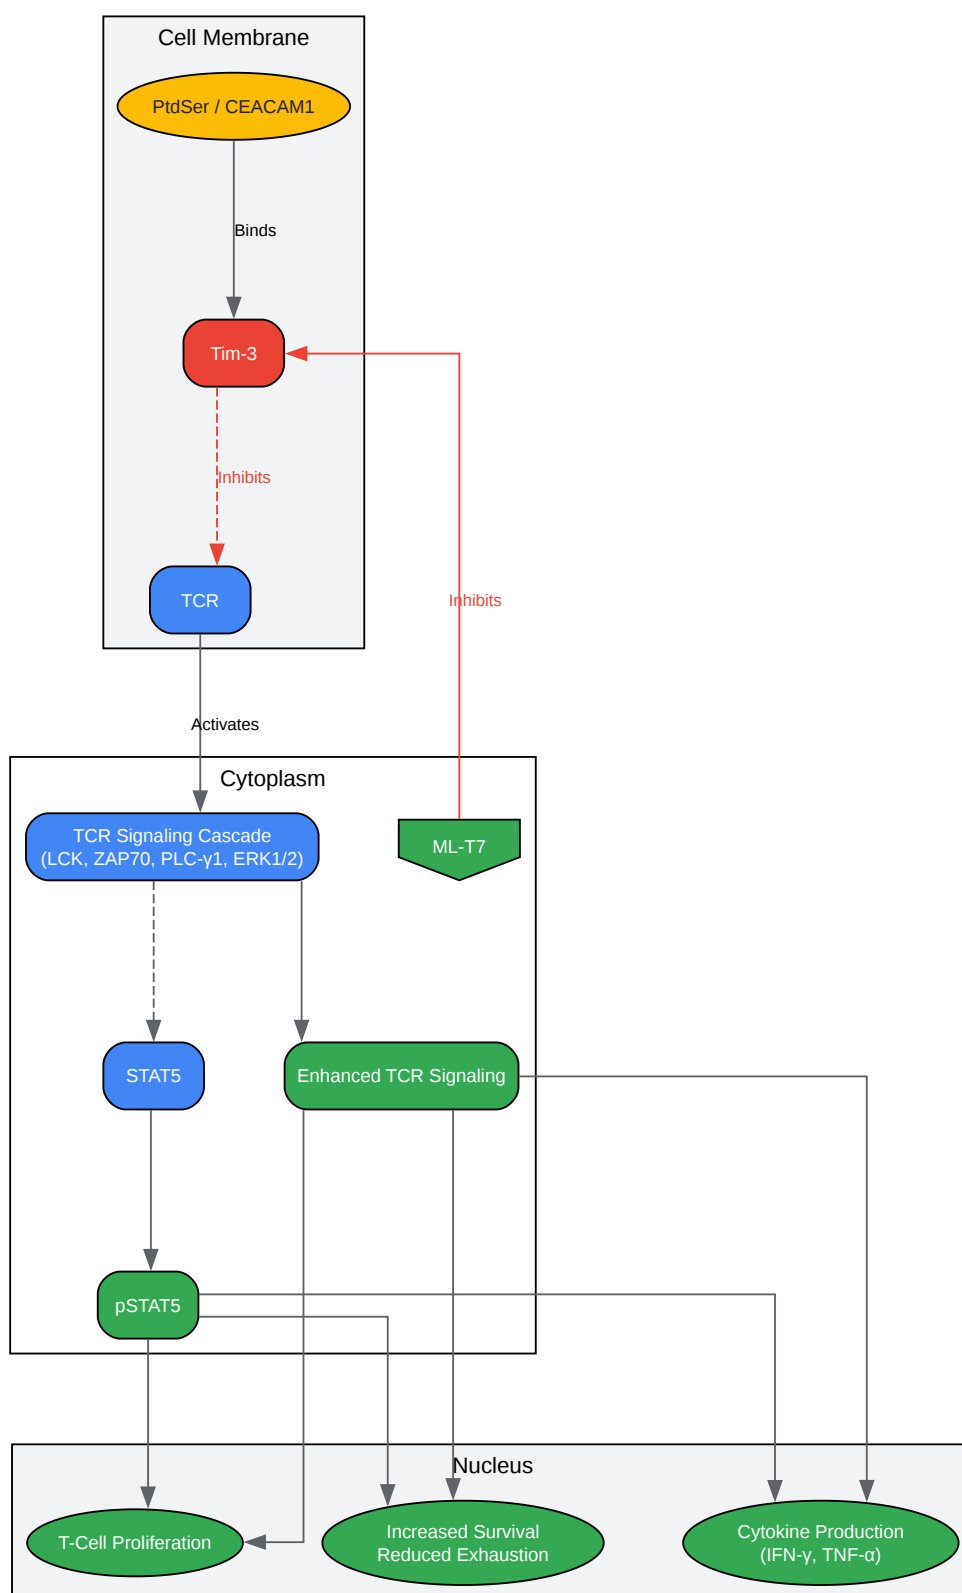 Cell Membrane
PtdSer / CEACAM1
Binds
Tim-3
Inhibits
TCR
Inhibits
Activates
Cytoplasm
TCR Signaling Cascade
(LCK, ZAP70, PLC-γ1, ERK1/2)
ML-T7
STAT5
Enhanced TCR Signaling
pSTAT5
Nucleus
T-Cell Proliferation
Increased Survival
Reduced Exhaustion
Cytokine Production
(IFN-γ, TNF-α)